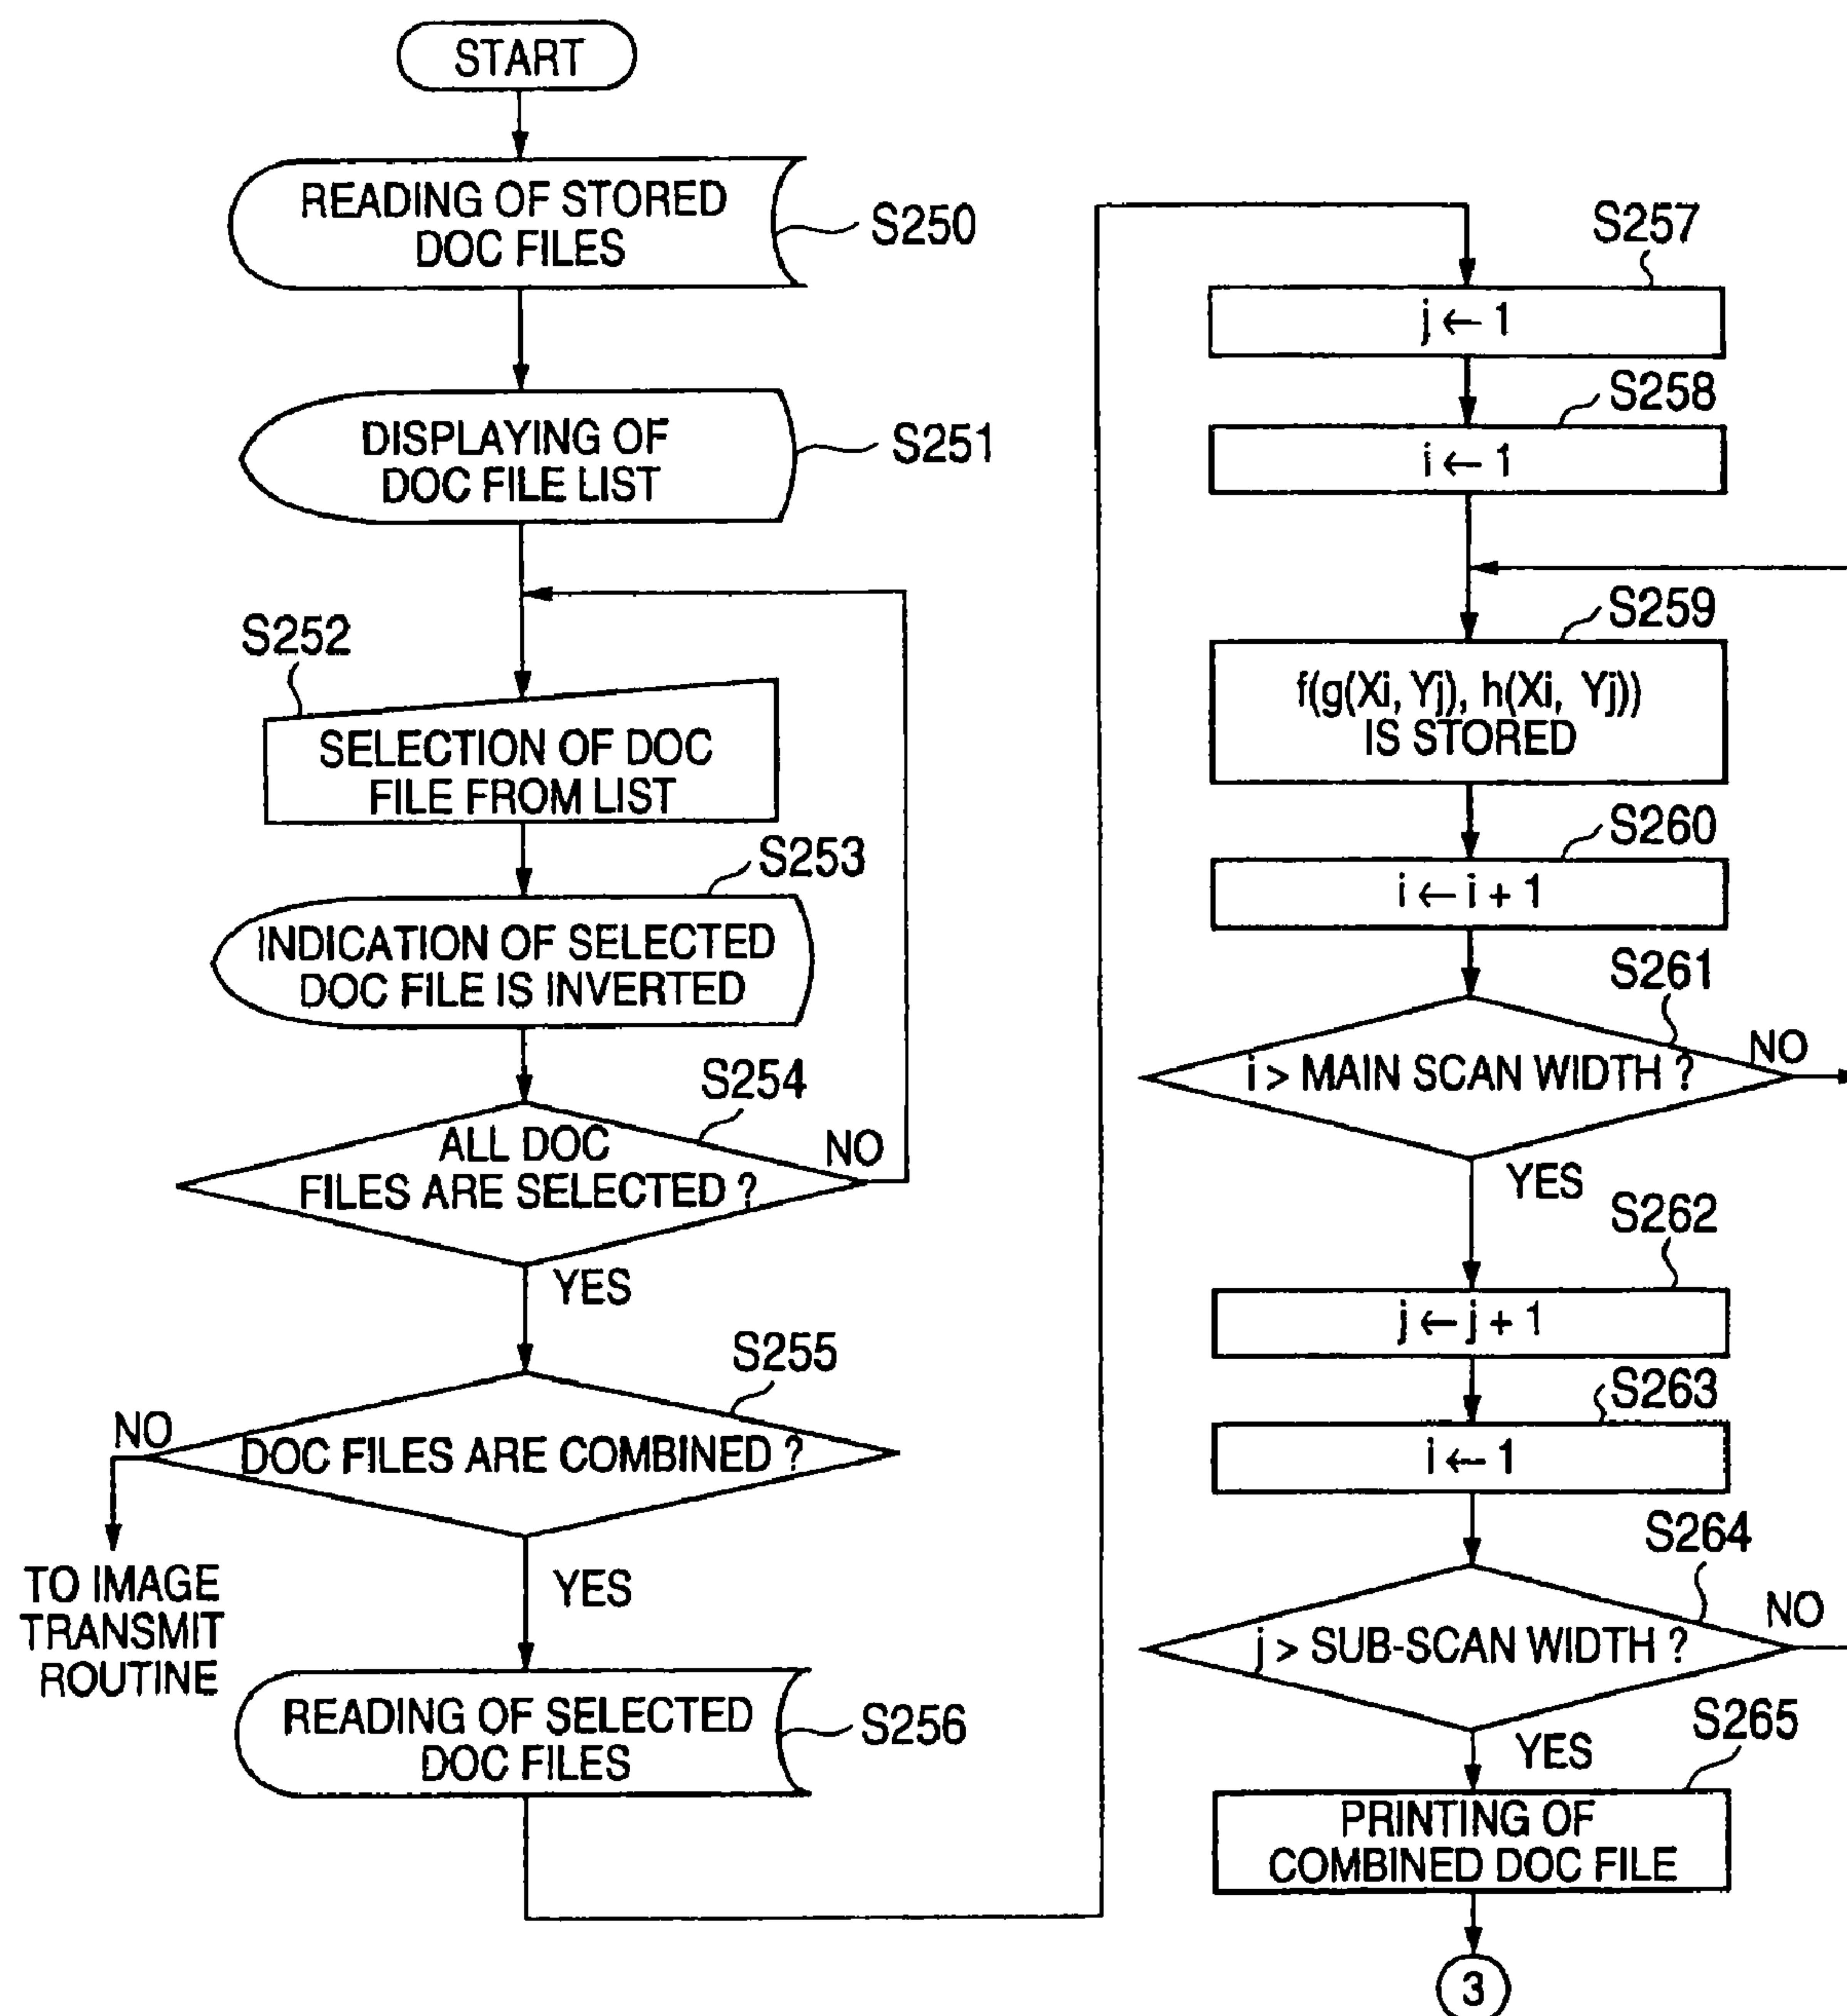 START
READING OF STORED
DOC FILES
S250
DISPLAYING OF
DOC FILE LIST
S251
S252
SELECTION OF DOC
FILE FROM LIST
S253
INDICATION OF SELECTED
DOC FILE IS INVERTED
S254
ALL DOC
FILES ARE SELECTED ?
NO
YES
S255
NO
DOC FILES ARE COMBINED ?
TO IMAGE
TRANSMIT
ROUTINE
YES
READING OF SELECTED
DOC FILES
S256
S257
j ← 1
S258
i ← 1
S259
f(g(Xi, Yj), h(Xi, Yj))
IS STORED
S260
i ← i + 1
S261
i > MAIN SCAN WIDTH ?
NO
YES
S262
j ← j + 1
S263
i ← 1
S264
j > SUB-SCAN WIDTH ?
NO
YES
S265
PRINTING OF
COMBINED DOC FILE
3